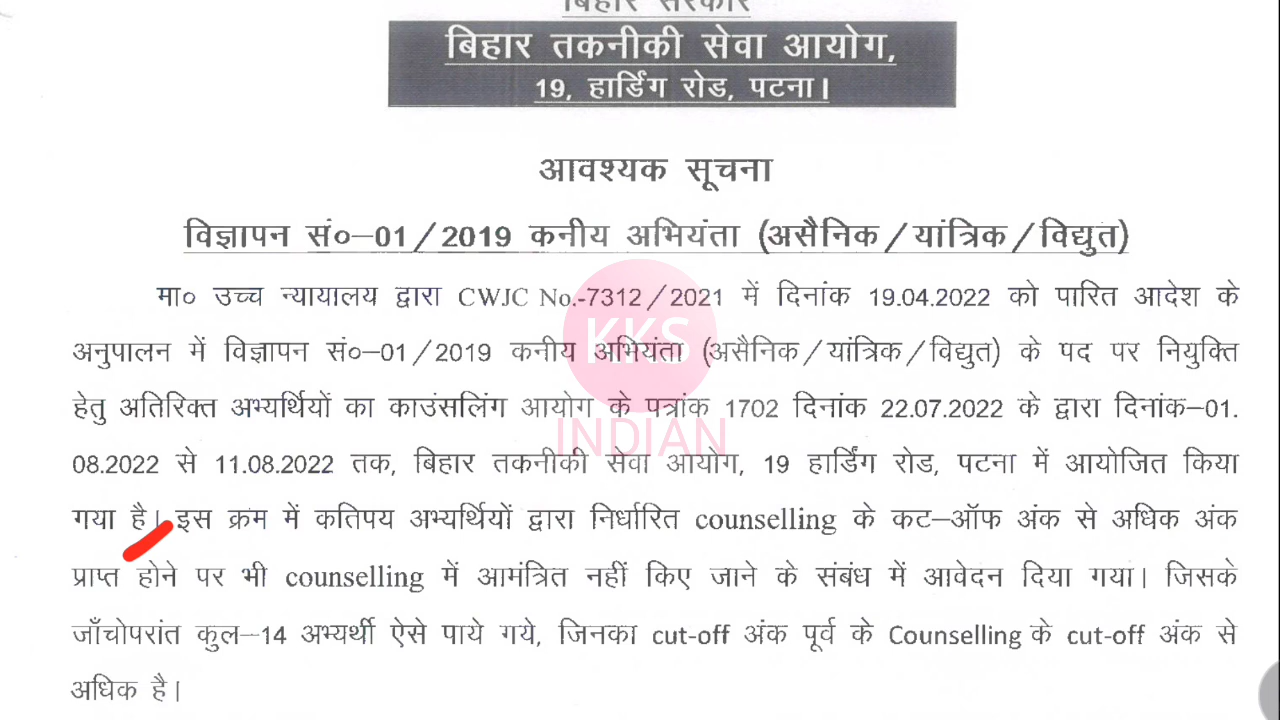 बिहार सरकार
बिहार तकनीकी सेवा आयोग,
19, हार्डिंग रोड, पटना।
आवश्यक सूचना
विज्ञापन सं०–01/2019 कनीय अभियंता (असैनिक/यांत्रिक/विद्युत)
मा० उच्च न्यायालय द्वारा CWJC No.-7312/2021 में दिनांक 19.04.2022 को पारित आदेश के
अनुपालन में विज्ञापन सं०–01/2019 कनीय अभियंता (असैनिक/यांत्रिक/विद्युत) के पद पर नियुक्ति
हेतु अतिरिक्त अभ्यर्थियों का काउंसलिंग आयोग के पत्रांक 1702 दिनांक 22.07.2022 के द्वारा दिनांक–01.
08.2022 से 11.08.2022 तक, बिहार तकनीकी सेवा आयोग, 19 हार्डिंग रोड, पटना में आयोजित किया
गया है। इस क्रम में कतिपय अभ्यर्थियों द्वारा निर्धारित counselling के कट–ऑफ अंक से अधिक अंक
प्राप्त होने पर भी counselling में आमंत्रित नहीं किए जाने के संबंध में आवेदन दिया गया। जिसके
जाँचोपरांत कुल–14 अभ्यर्थी ऐसे पाये गये, जिनका cut-off अंक पूर्व के Counselling के cut-off अंक से
अधिक है।
KKS
INDIAN